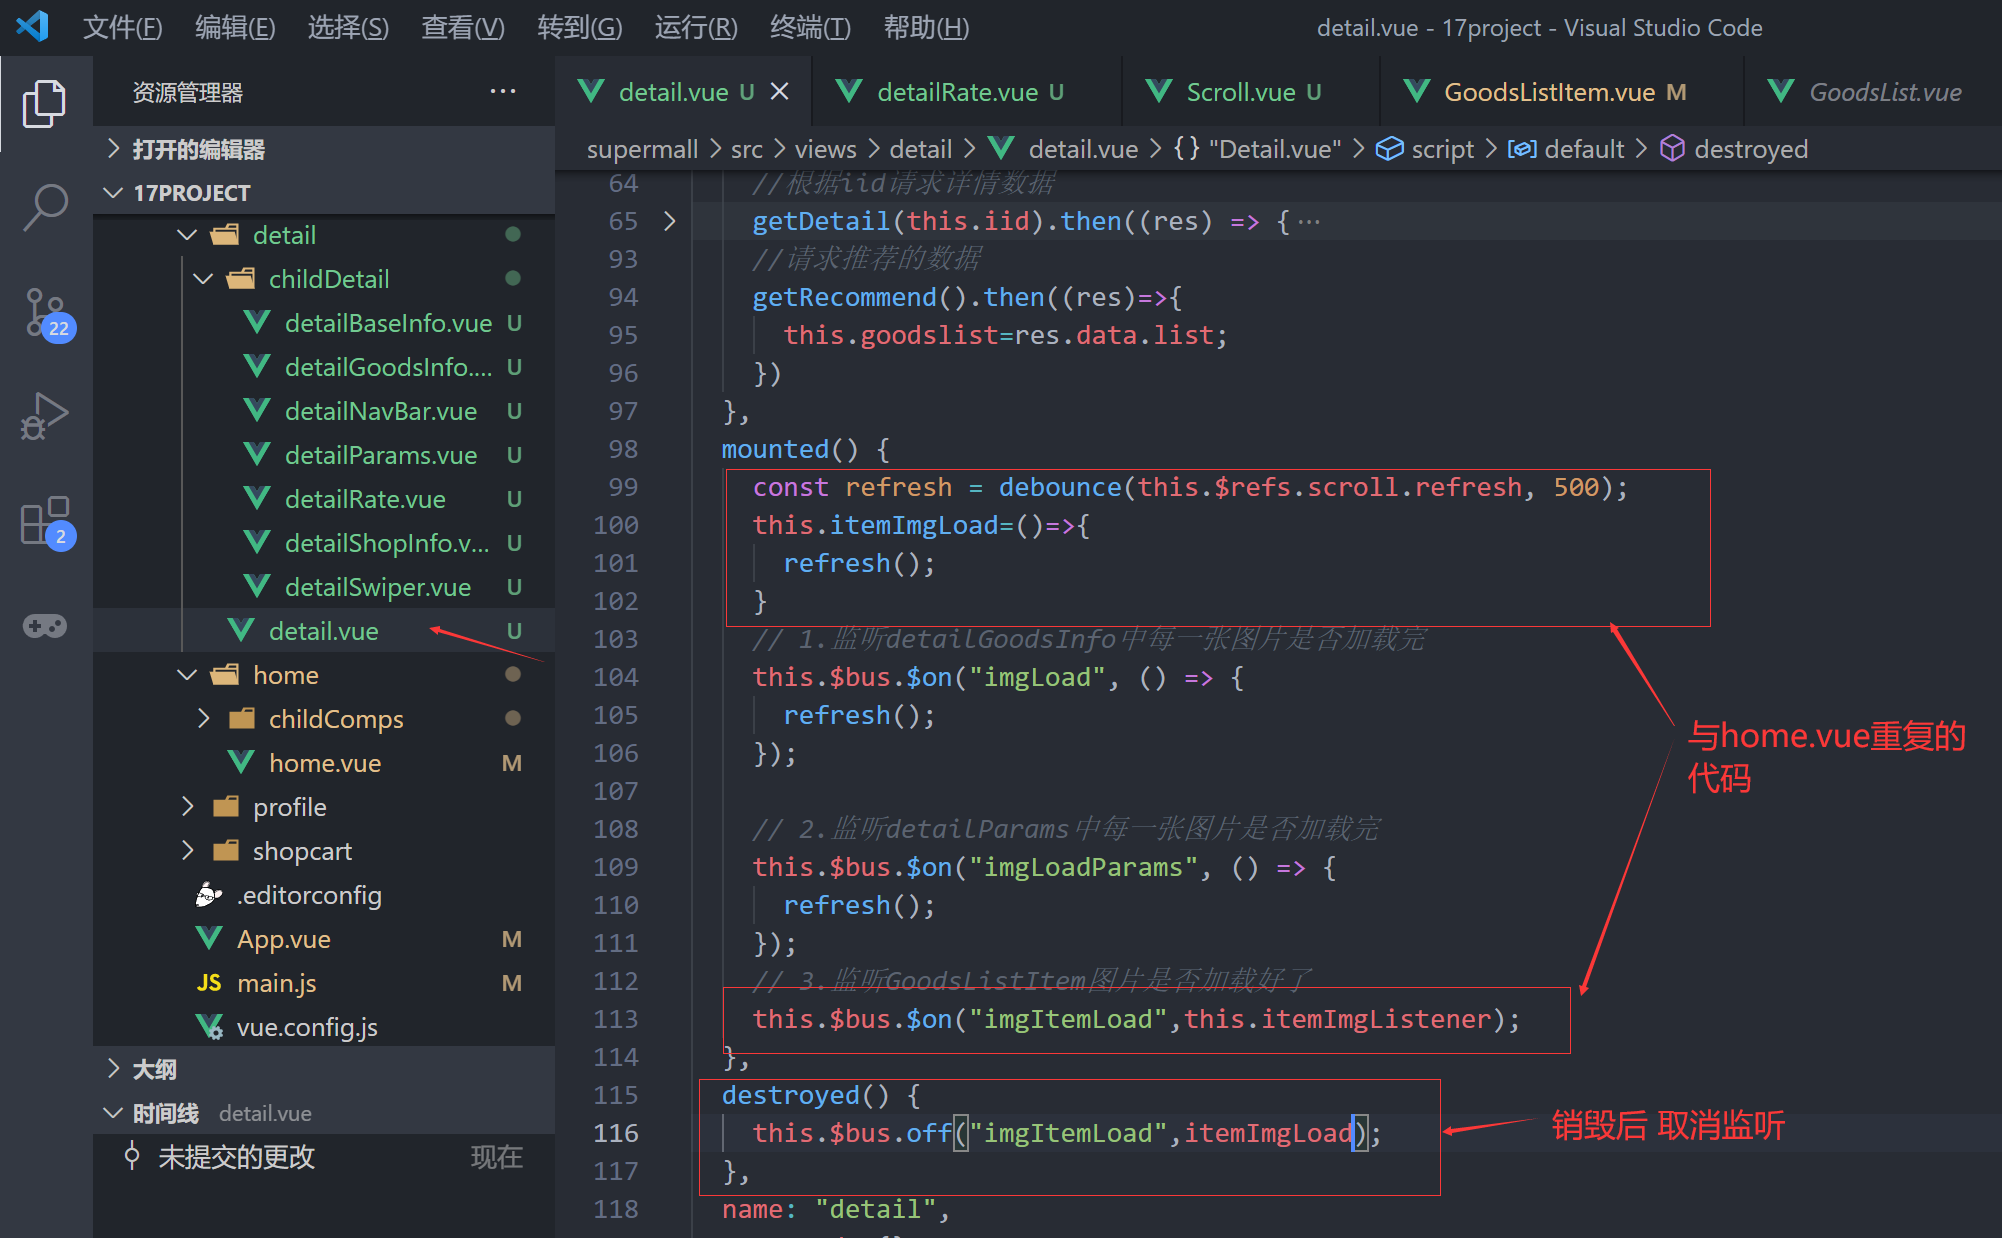 文件(F) 编辑(E) 选择(S) 查看(V) 转到(G) 运行(R) 终端(T) 帮助(H) detail.vue - 17project - Visual Studio Code
资源管理器 ···
detail.vue U detailRate.vue U Scroll.vue U GoodsListItem.vue M GoodsList.vue
打开的编辑器
supermall > src > views > detail > detail.vue > {} "Detail.vue" > script > default > destroyed
17PROJECT
detail
childDetail
detailBaseInfo.vue U
detailGoodsInfo.... U
detailNavBar.vue U
detailParams.vue U
detailRate.vue U
detailShopInfo.v... U
detailSwiper.vue U
detail.vue U
home
childComps
home.vue M
profile
shopcart
.editorconfig
App.vue M
JS main.js M
vue.config.js
大纲
时间线 detail.vue
未提交的更改 现在
22
2
64 //根据iid请求详情数据
65 getDetail(this.iid).then((res) => {···
93 //请求推荐的数据
94 getRecommend().then((res)=>{
95 this.goodslist=res.data.list;
96 })
97 },
98 mounted() {
99 const refresh = debounce(this.$refs.scroll.refresh, 500);
100 this.itemImgLoad=()=>{
101 refresh();
102 }
103 // 1.监听detailGoodsInfo中每一张图片是否加载完
104 this.$bus.$on("imgLoad", () => {
105 refresh();
106 });
107
108 // 2.监听detailParams中每一张图片是否加载完
109 this.$bus.$on("imgLoadParams", () => {
110 refresh();
111 });
112 // 3.监听GoodsListItem图片是否加载好了
113 this.$bus.$on("imgItemLoad",this.itemImgListener);
114 },
115 destroyed() {
116 this.$bus.off("imgItemLoad",itemImgLoad);
117 },
118 name: "detail",
与home.vue重复的
代码
销毁后 取消监听